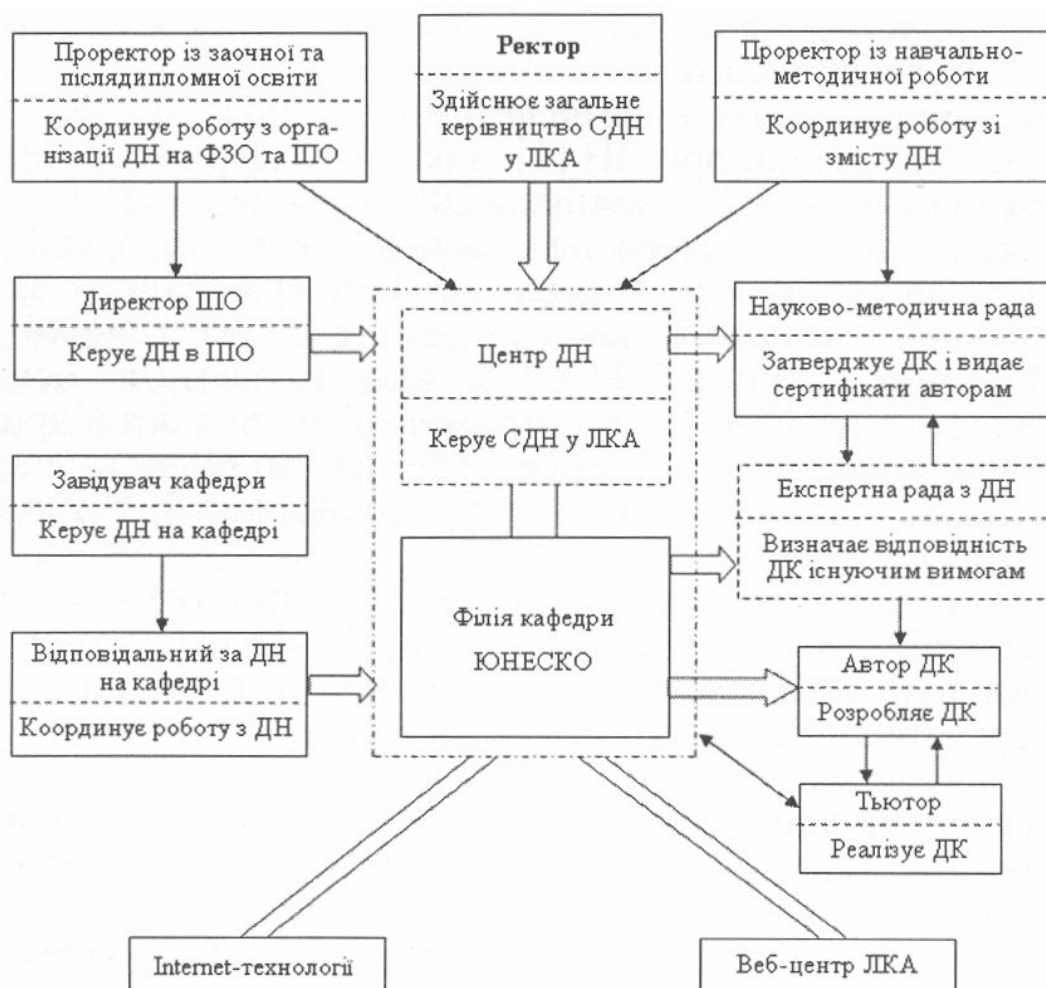 Проректор із заочної та
післядипломної освіти
Координує роботу з орга-
нізації ДН на ФЗО та ІПО
Ректор
Здійснює загальне
керівництво СДН
у ЛКА
Проректор із навчально-
методичної роботи
Координує роботу зі
змісту ДН
Директор ІПО
Керує ДН в ІПО
Центр ДН
Керує СДН у ЛКА
Науково-методична рада
Затверджує ДК і видає
сертифікати авторам
Завідувач кафедри
Керує ДН на кафедрі
Експертна рада з ДН
Визначає відповідність
ДК існуючим вимогам
Філія кафедри
ЮНЕСКО
Відповідальний за ДН
на кафедрі
Координує роботу з ДН
Автор ДК
Розробляє ДК
Тьютор
Реалізує ДК
Internet-технології
Веб-центр ЛКА